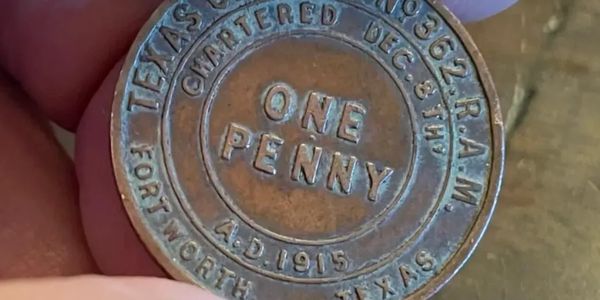 TEXAS No 362. R.A.M.
FORT WORTH TEXAS
CHARTERED DEC. 8TH
A.D. 1915
ONE
PENNY